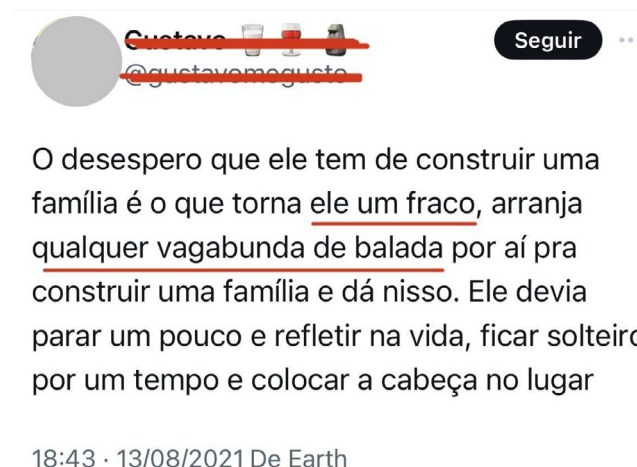 Gustavo
@gustavomegusto
Seguir
O desespero que ele tem de construir uma
família é o que torna ele um fraco, arranja
qualquer vagabunda de balada por aí pra
construir uma família e dá nisso. Ele devia
parar um pouco e refletir na vida, ficar solteiro
por um tempo e colocar a cabeça no lugar
18:43 · 13/08/2021 De Earth